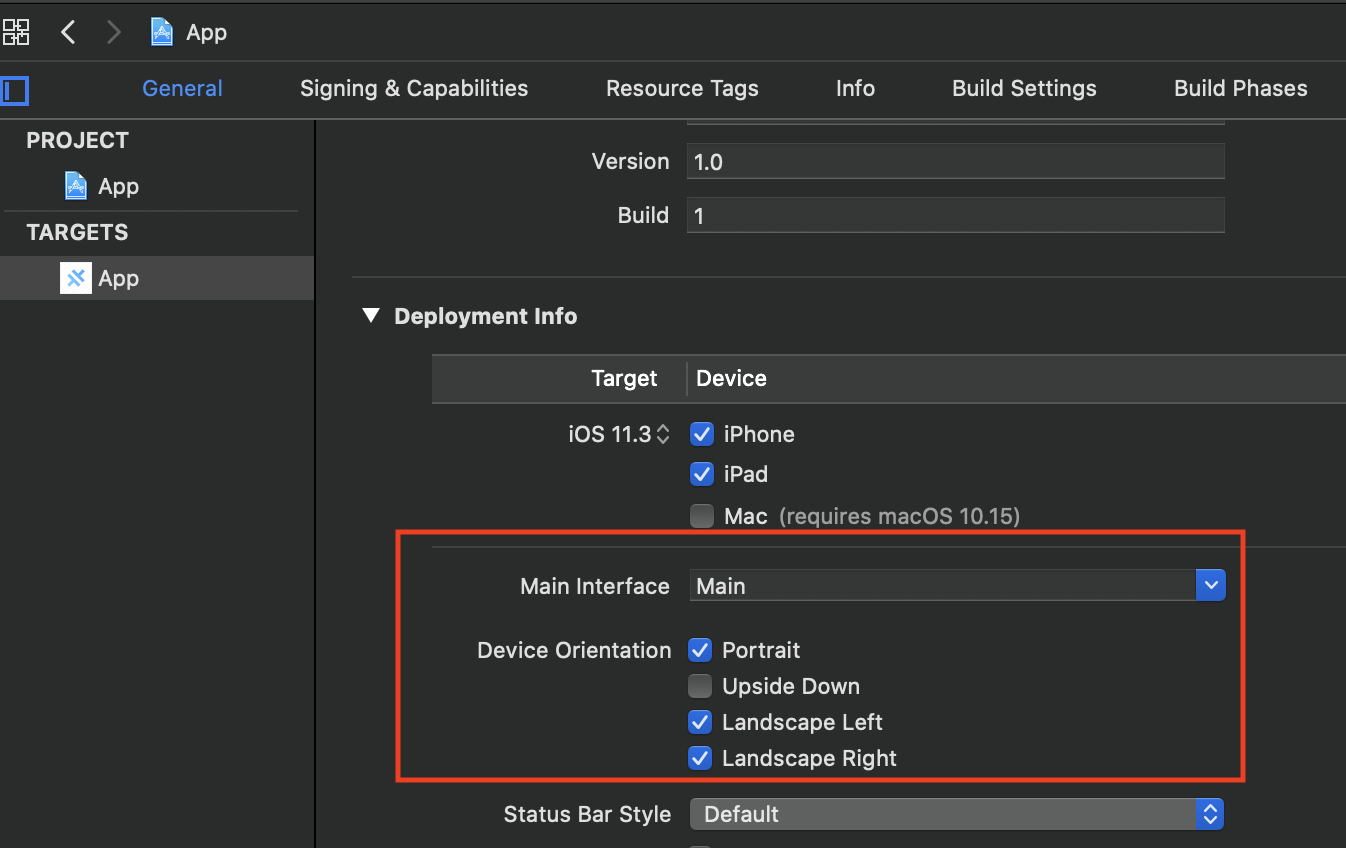 App
General Signing & Capabilities Resource Tags Info Build Settings Build Phases
PROJECT
App
TARGETS
App
Version 1.0
Build 1
Deployment Info
Target Device
iOS 11.3 iPhone
iPad
Mac (requires macOS 10.15)
Main Interface Main
Device Orientation Portrait
Upside Down
Landscape Left
Landscape Right
Status Bar Style Default